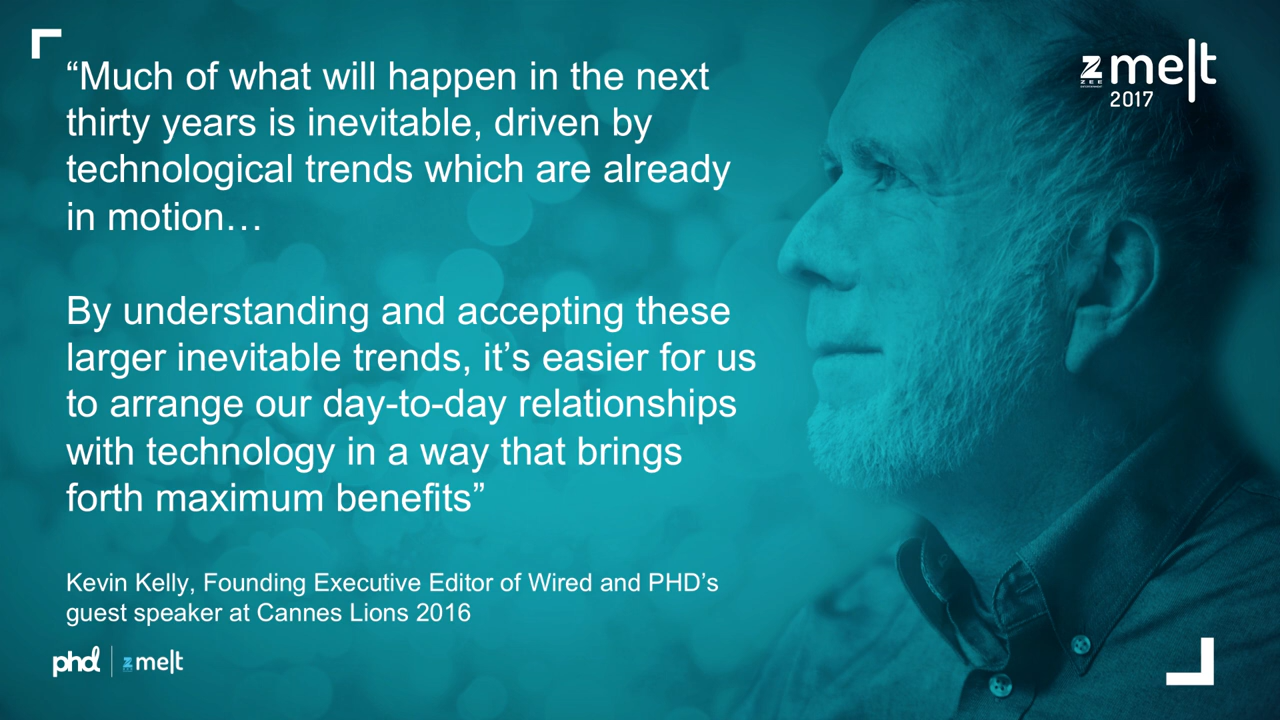 “Much of what will happen in the next
thirty years is inevitable, driven by
technological trends which are already
in motion…
By understanding and accepting these
larger inevitable trends, it’s easier for us
to arrange our day-to-day relationships
with technology in a way that brings
forth maximum benefits”
Kevin Kelly, Founding Executive Editor of Wired and PHD’s
guest speaker at Cannes Lions 2016
phd z melt
z melt
ZEE
ENTERTAINMENT
2017